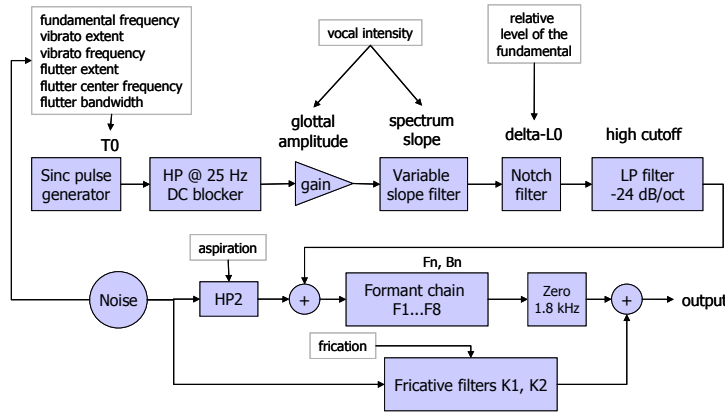 fundamental frequency
vibrato extent
vibrato frequency
flutter extent
flutter center frequency
flutter bandwidth
vocal intensity
relative
level of the
fundamental
T0
glottal
amplitude
spectrum
slope
delta-L0
high cutoff
Sinc pulse
generator
HP @ 25 Hz
DC blocker
gain
Variable
slope filter
Notch
filter
LP filter
-24 dB/oct
aspiration
Fn, Bn
Noise
HP2
+
Formant chain
F1...F8
Zero
1.8 kHz
+
output
frication
Fricative filters K1, K2